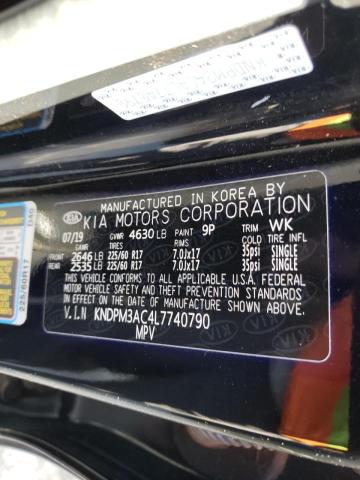 MANUFACTURED IN KOREA BY
KIA KIA MOTORS CORPORATION
07/19 GVWR 4630 LB PAINT 9P TRIM WK
GAWR TIRES RIMS COLD TIRE INFL
FRONT 2646 LB 225/60 R17 7.0Jx17 35psi SINGLE
REAR 2535 LB 225/60 R17 7.0Jx17 35psi SINGLE
THIS VEHICLE CONFORMS TO ALL APPLICABLE U.S.A. FEDERAL
MOTOR VEHICLE SAFETY AND THEFT PREVENTION STANDARDS
IN EFFECT ON THE DATE OF MANUFACTURE SHOWN ABOVE.
V.I.N KNDPM3AC4L7740790
MPV
225/60R17